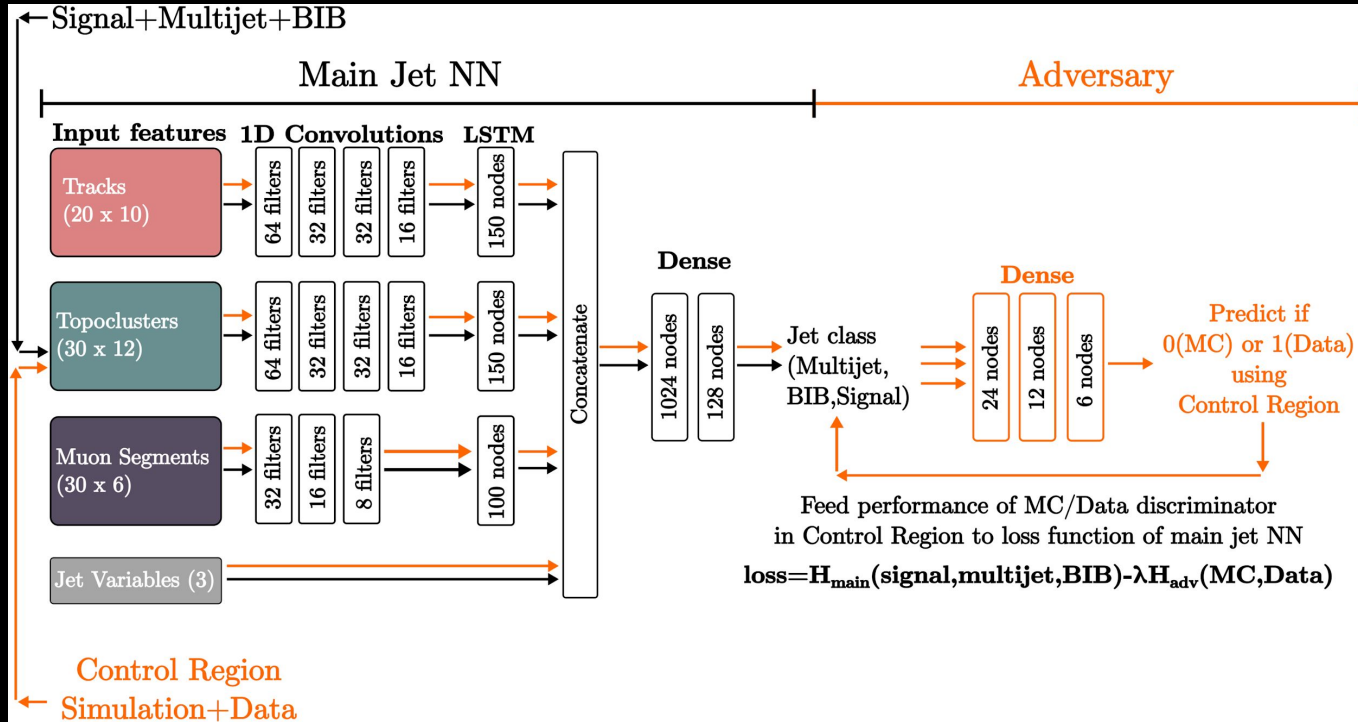 Signal+Multijet+BIB
Main Jet NN
Adversary
Input features
1D Convolutions
LSTM
Tracks
(20 x 10)
64 filters
32 filters
32 filters
16 filters
150 nodes
Topoclusters
(30 x 12)
64 filters
32 filters
32 filters
16 filters
150 nodes
Muon Segments
(30 x 6)
32 filters
16 filters
8 filters
100 nodes
Jet Variables (3)
Concatenate
Dense
1024 nodes
128 nodes
Jet class
(Multijet,
BIB,Signal)
Dense
24 nodes
12 nodes
6 nodes
Predict if
0(MC) or 1(Data)
using
Control Region
Feed performance of MC/Data discriminator
in Control Region to loss function of main jet NN
loss=H_main(signal,multijet,BIB)-λH_adv(MC,Data)
Control Region
Simulation+Data